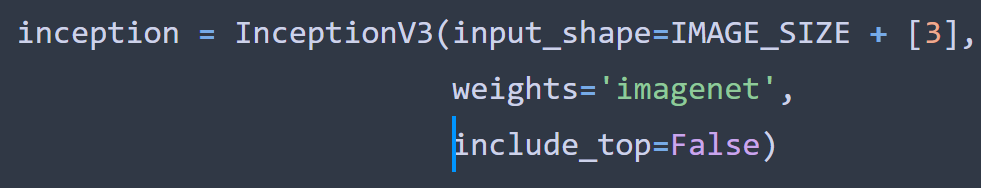 inception = InceptionV3(input_shape=IMAGE_SIZE + [3],
weights='imagenet',
include_top=False)